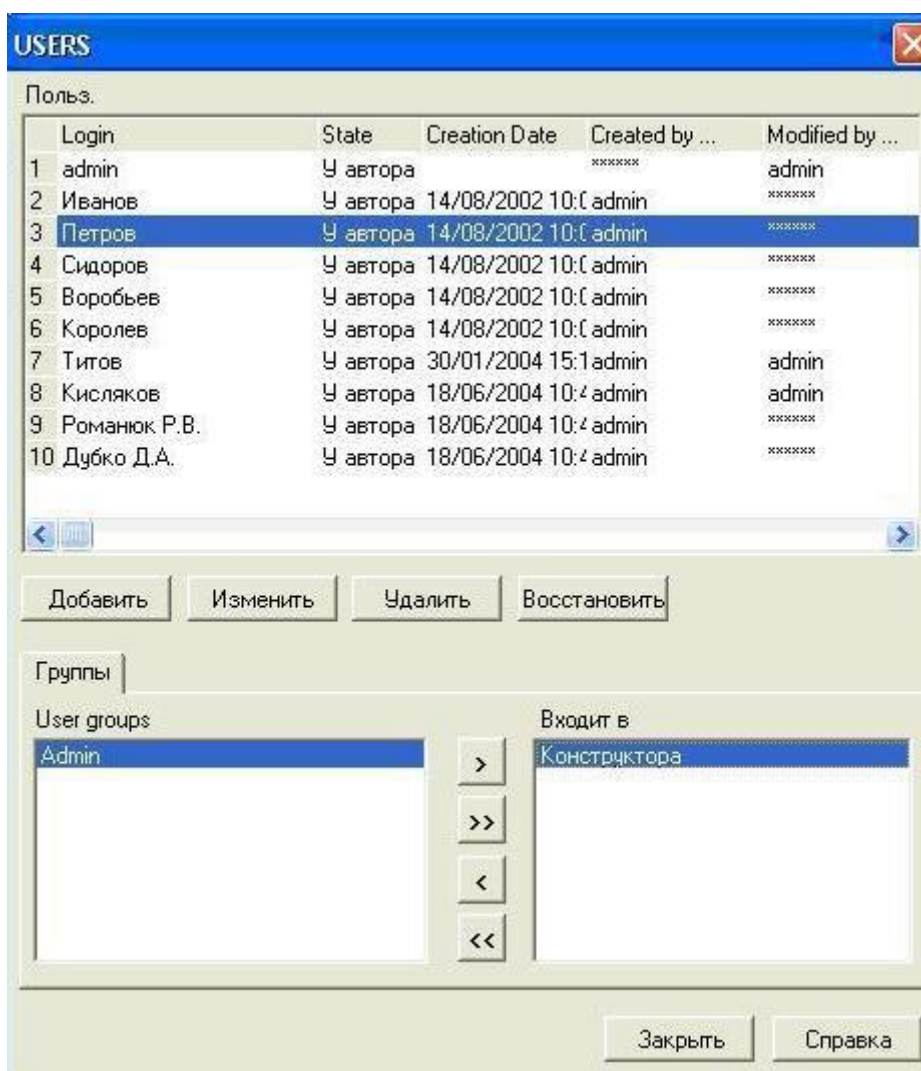 USERS
Польз.
Login State Creation Date Created by ... Modified by ...
1 admin У автора ****** admin
2 Иванов У автора 14/08/2002 10:0 admin ******
3 Петров У автора 14/08/2002 10:0 admin ******
4 Сидоров У автора 14/08/2002 10:0 admin ******
5 Воробьев У автора 14/08/2002 10:0 admin ******
6 Королев У автора 14/08/2002 10:0 admin ******
7 Титов У автора 30/01/2004 15:1 admin admin
8 Кисляков У автора 18/06/2004 10:4 admin admin
9 Романюк Р.В. У автора 18/06/2004 10:4 admin ******
10 Дубко Д.А. У автора 18/06/2004 10:4 admin ******
Добавить Изменить Удалить Восстановить
Группы
User groups Входит в
Admin Конструктора
>
>>
<
<<
Закрыть Справка